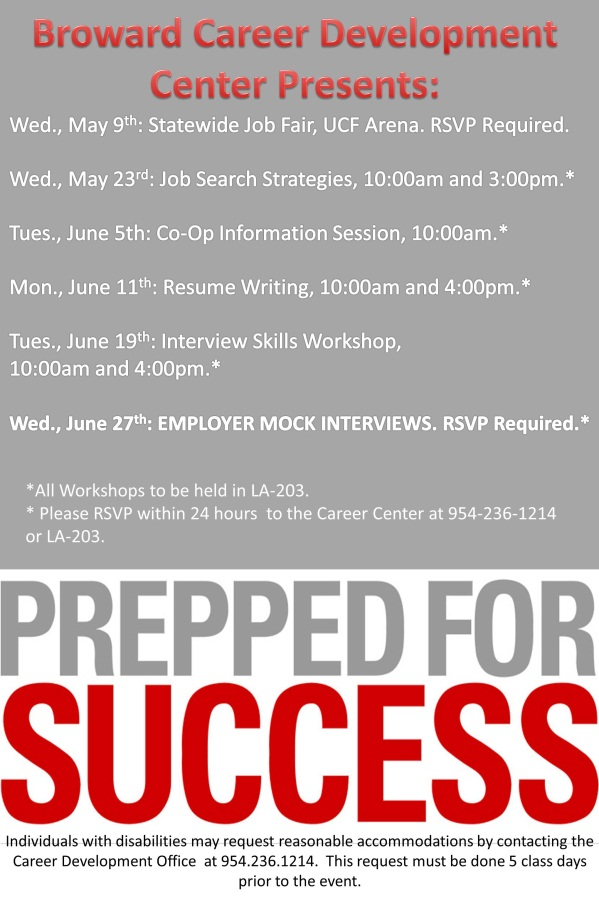 Broward Career Development
Center Presents:
Wed., May 9th: Statewide Job Fair, UCF Arena. RSVP Required.
Wed., May 23rd: Job Search Strategies, 10:00am and 3:00pm.*
Tues., June 5th: Co-Op Information Session, 10:00am.*
Mon., June 11th: Resume Writing, 10:00am and 4:00pm.*
Tues., June 19th: Interview Skills Workshop,
10:00am and 4:00pm.*
Wed., June 27th: EMPLOYER MOCK INTERVIEWS. RSVP Required.*
*All Workshops to be held in LA-203.
* Please RSVP within 24 hours  to the Career Center at 954-236-1214
or LA-203.
PREPPED FOR
SUCCESS
Individuals with disabilities may request reasonable accommodations by contacting the
Career Development Office  at 954.236.1214.  This request must be done 5 class days
prior to the event.